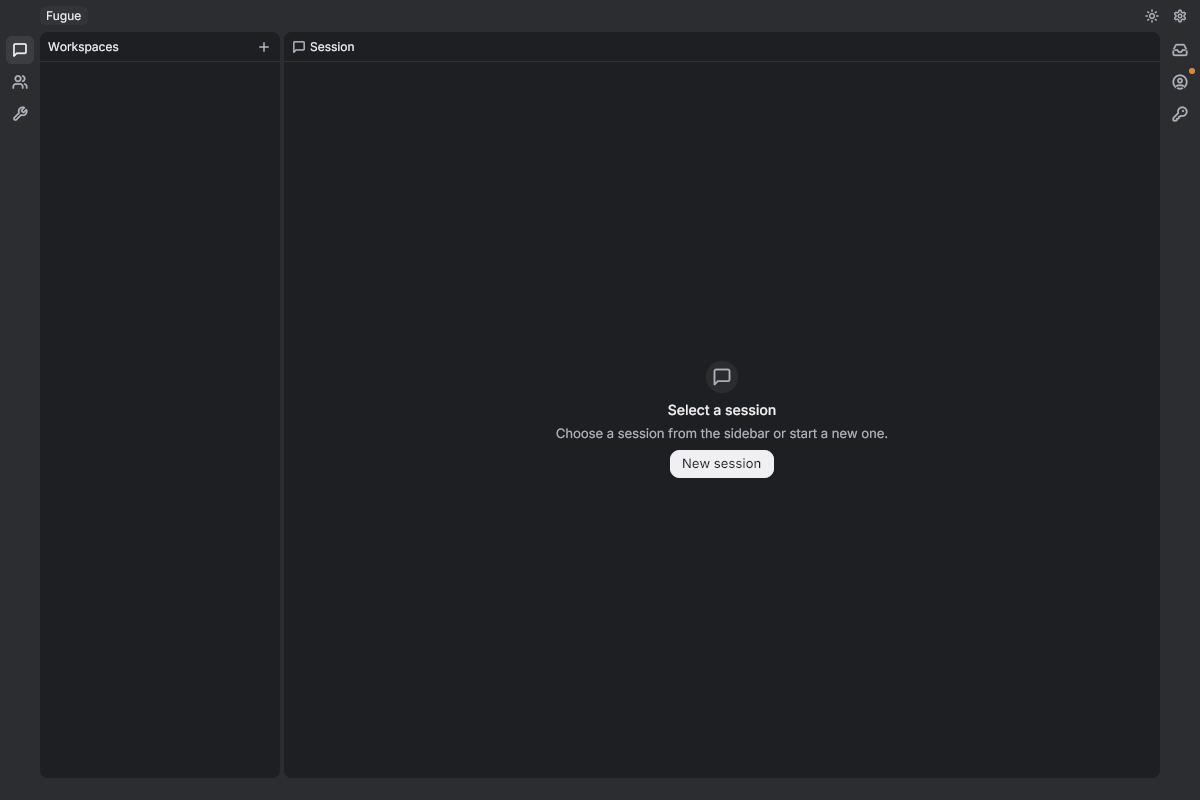 Fugue
Workspaces
Session
Select a session
Choose a session from the sidebar or start a new one.
New session